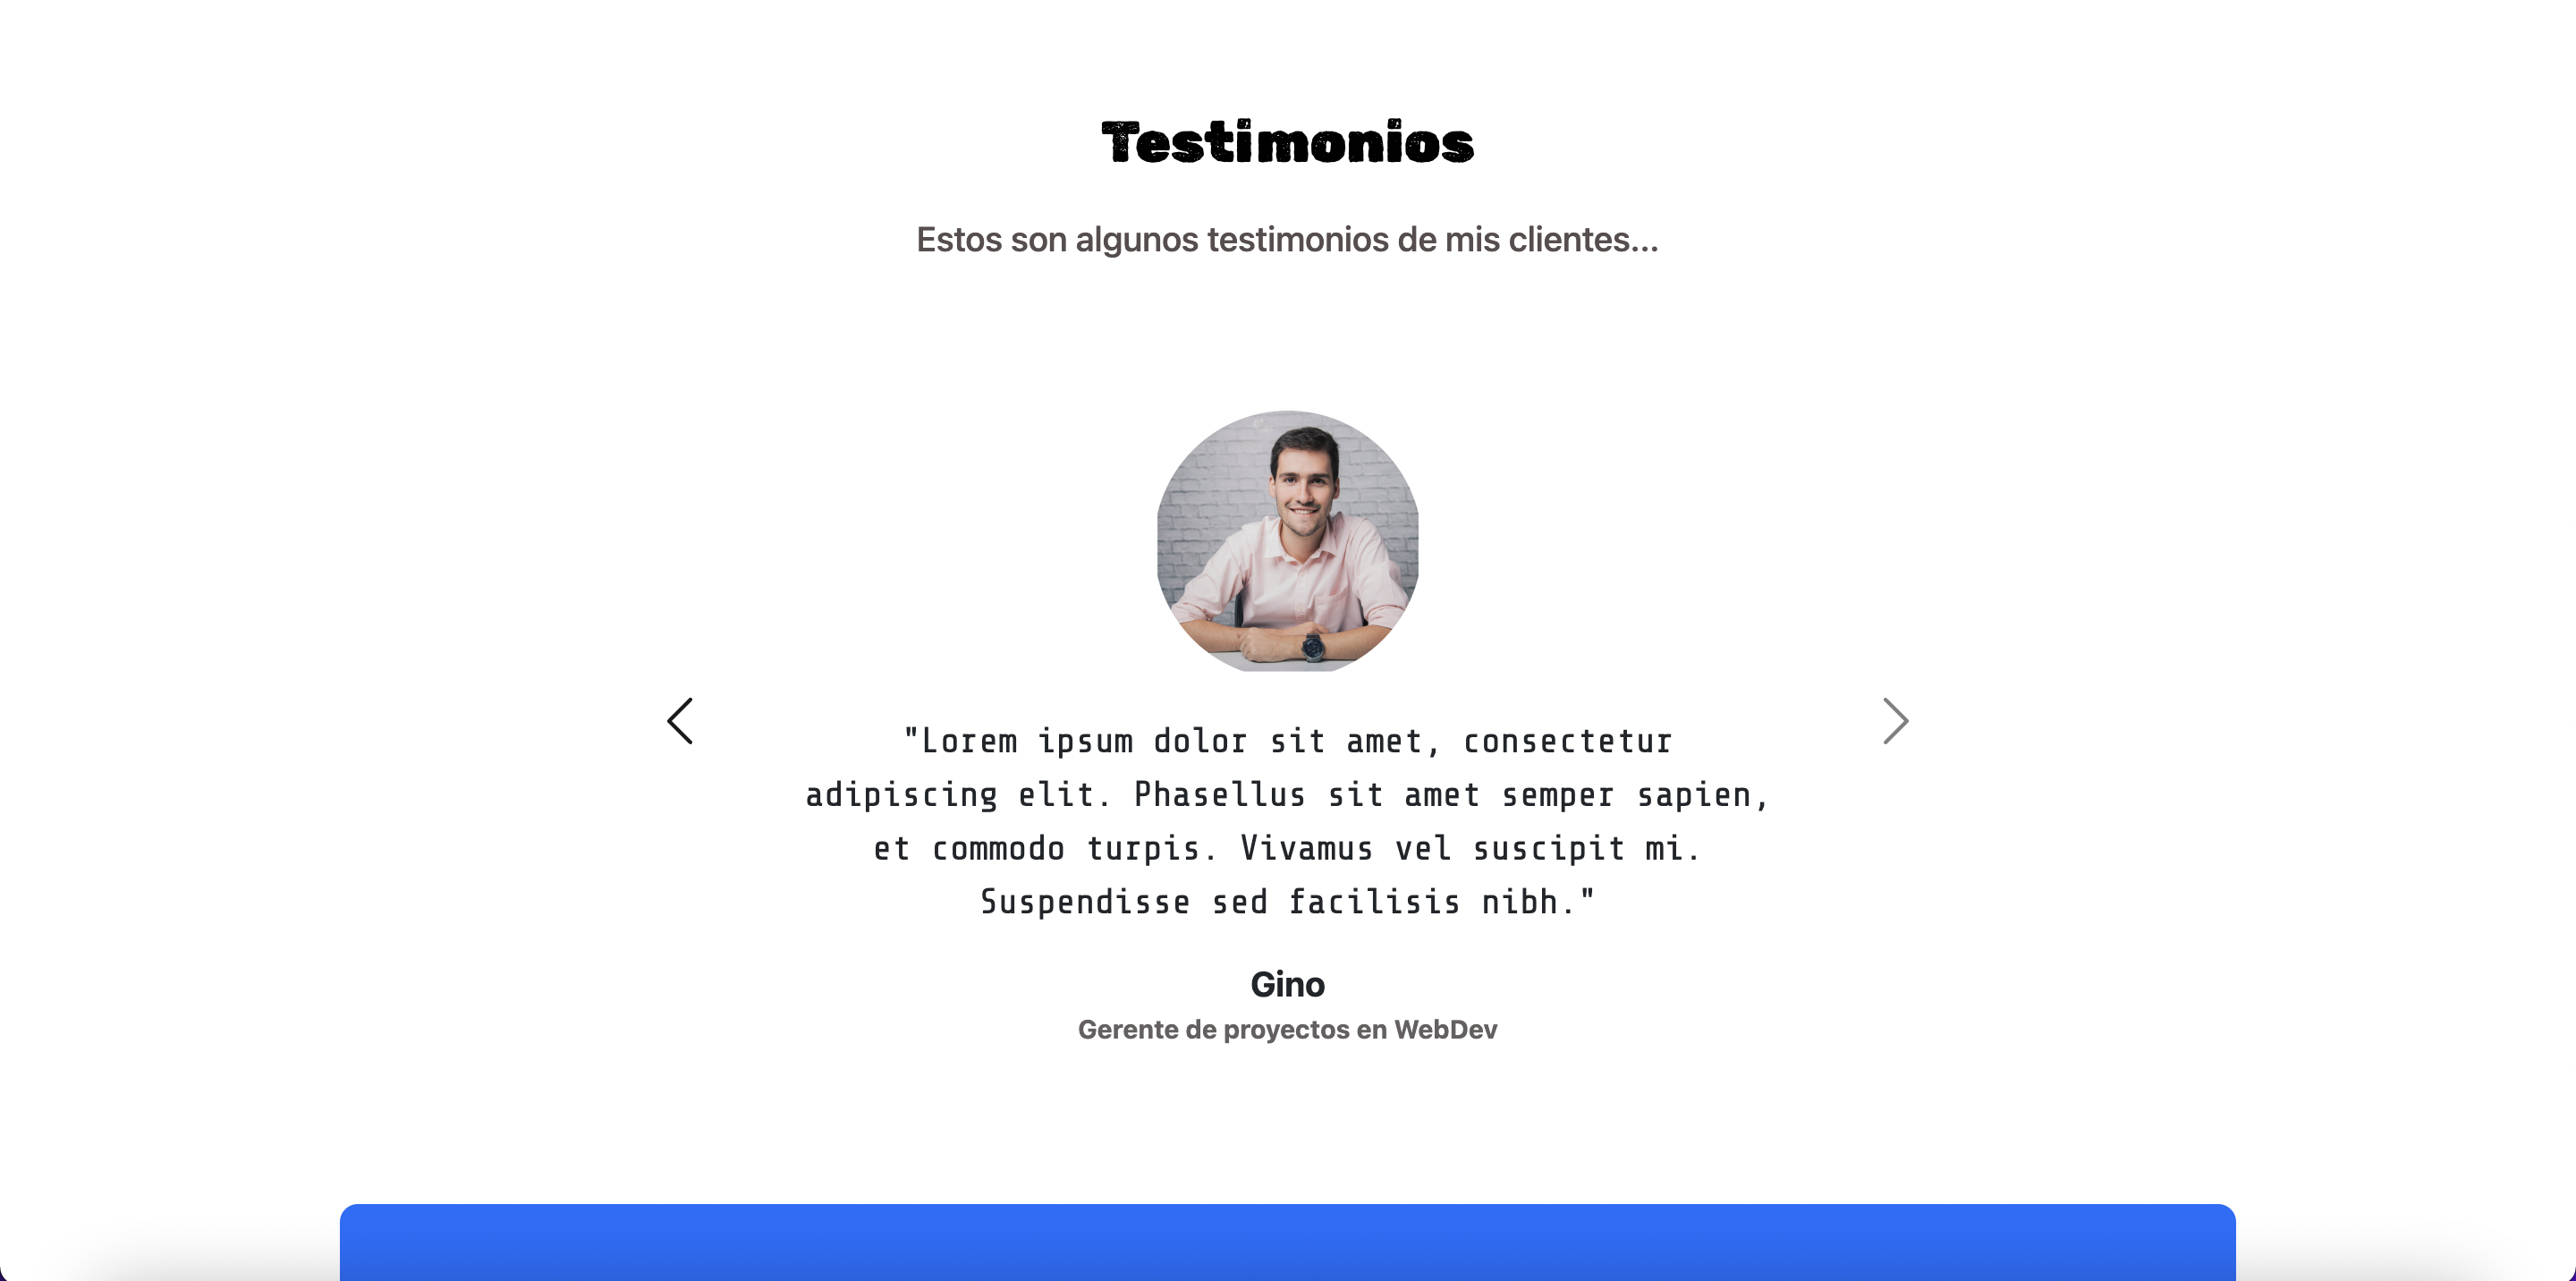 Testimonios
Estos son algunos testimonios de mis clientes...
"Lorem ipsum dolor sit amet, consectetur
adipiscing elit. Phasellus sit amet semper sapien,
et commodo turpis. Vivamus vel suscipit mi.
Suspendisse sed facilisis nibh."
Gino
Gerente de proyectos en WebDev